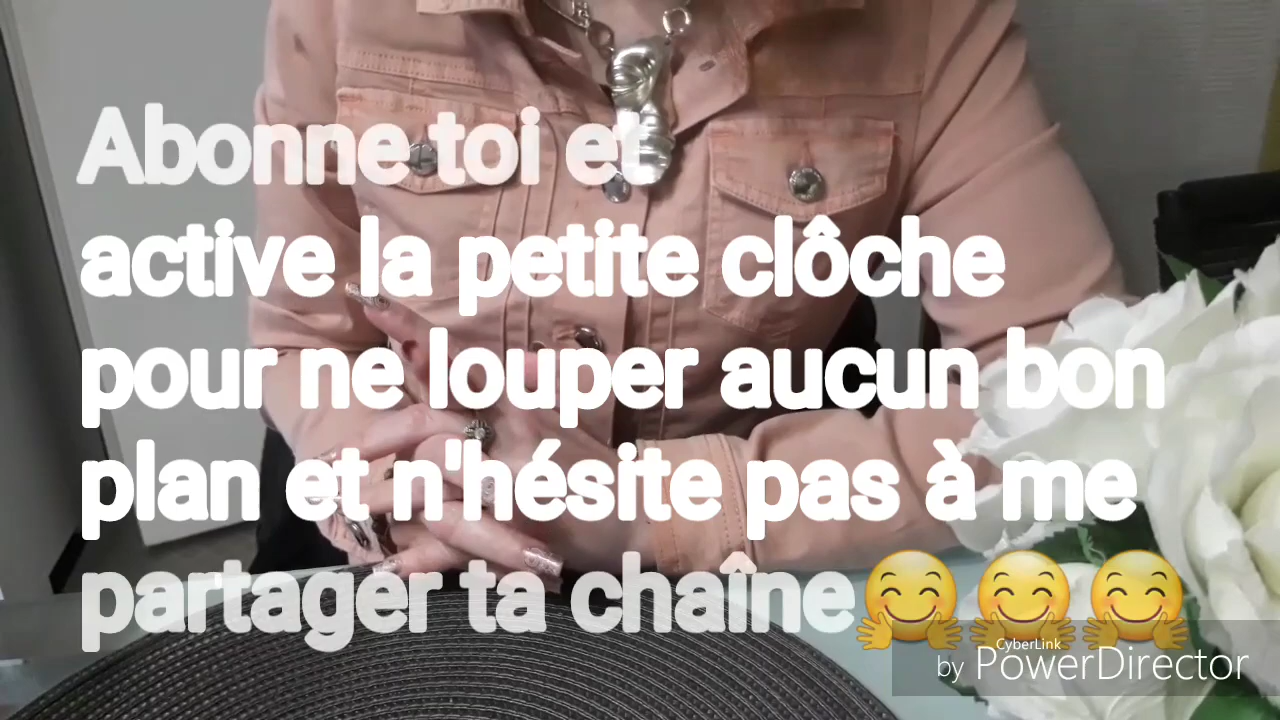 Abonne toi et
active la petite clôche
pour ne louper aucun bon
plan et n'hésite pas à me
partager ta chaîne🤗🤗🤗
CyberLink
by PowerDirector